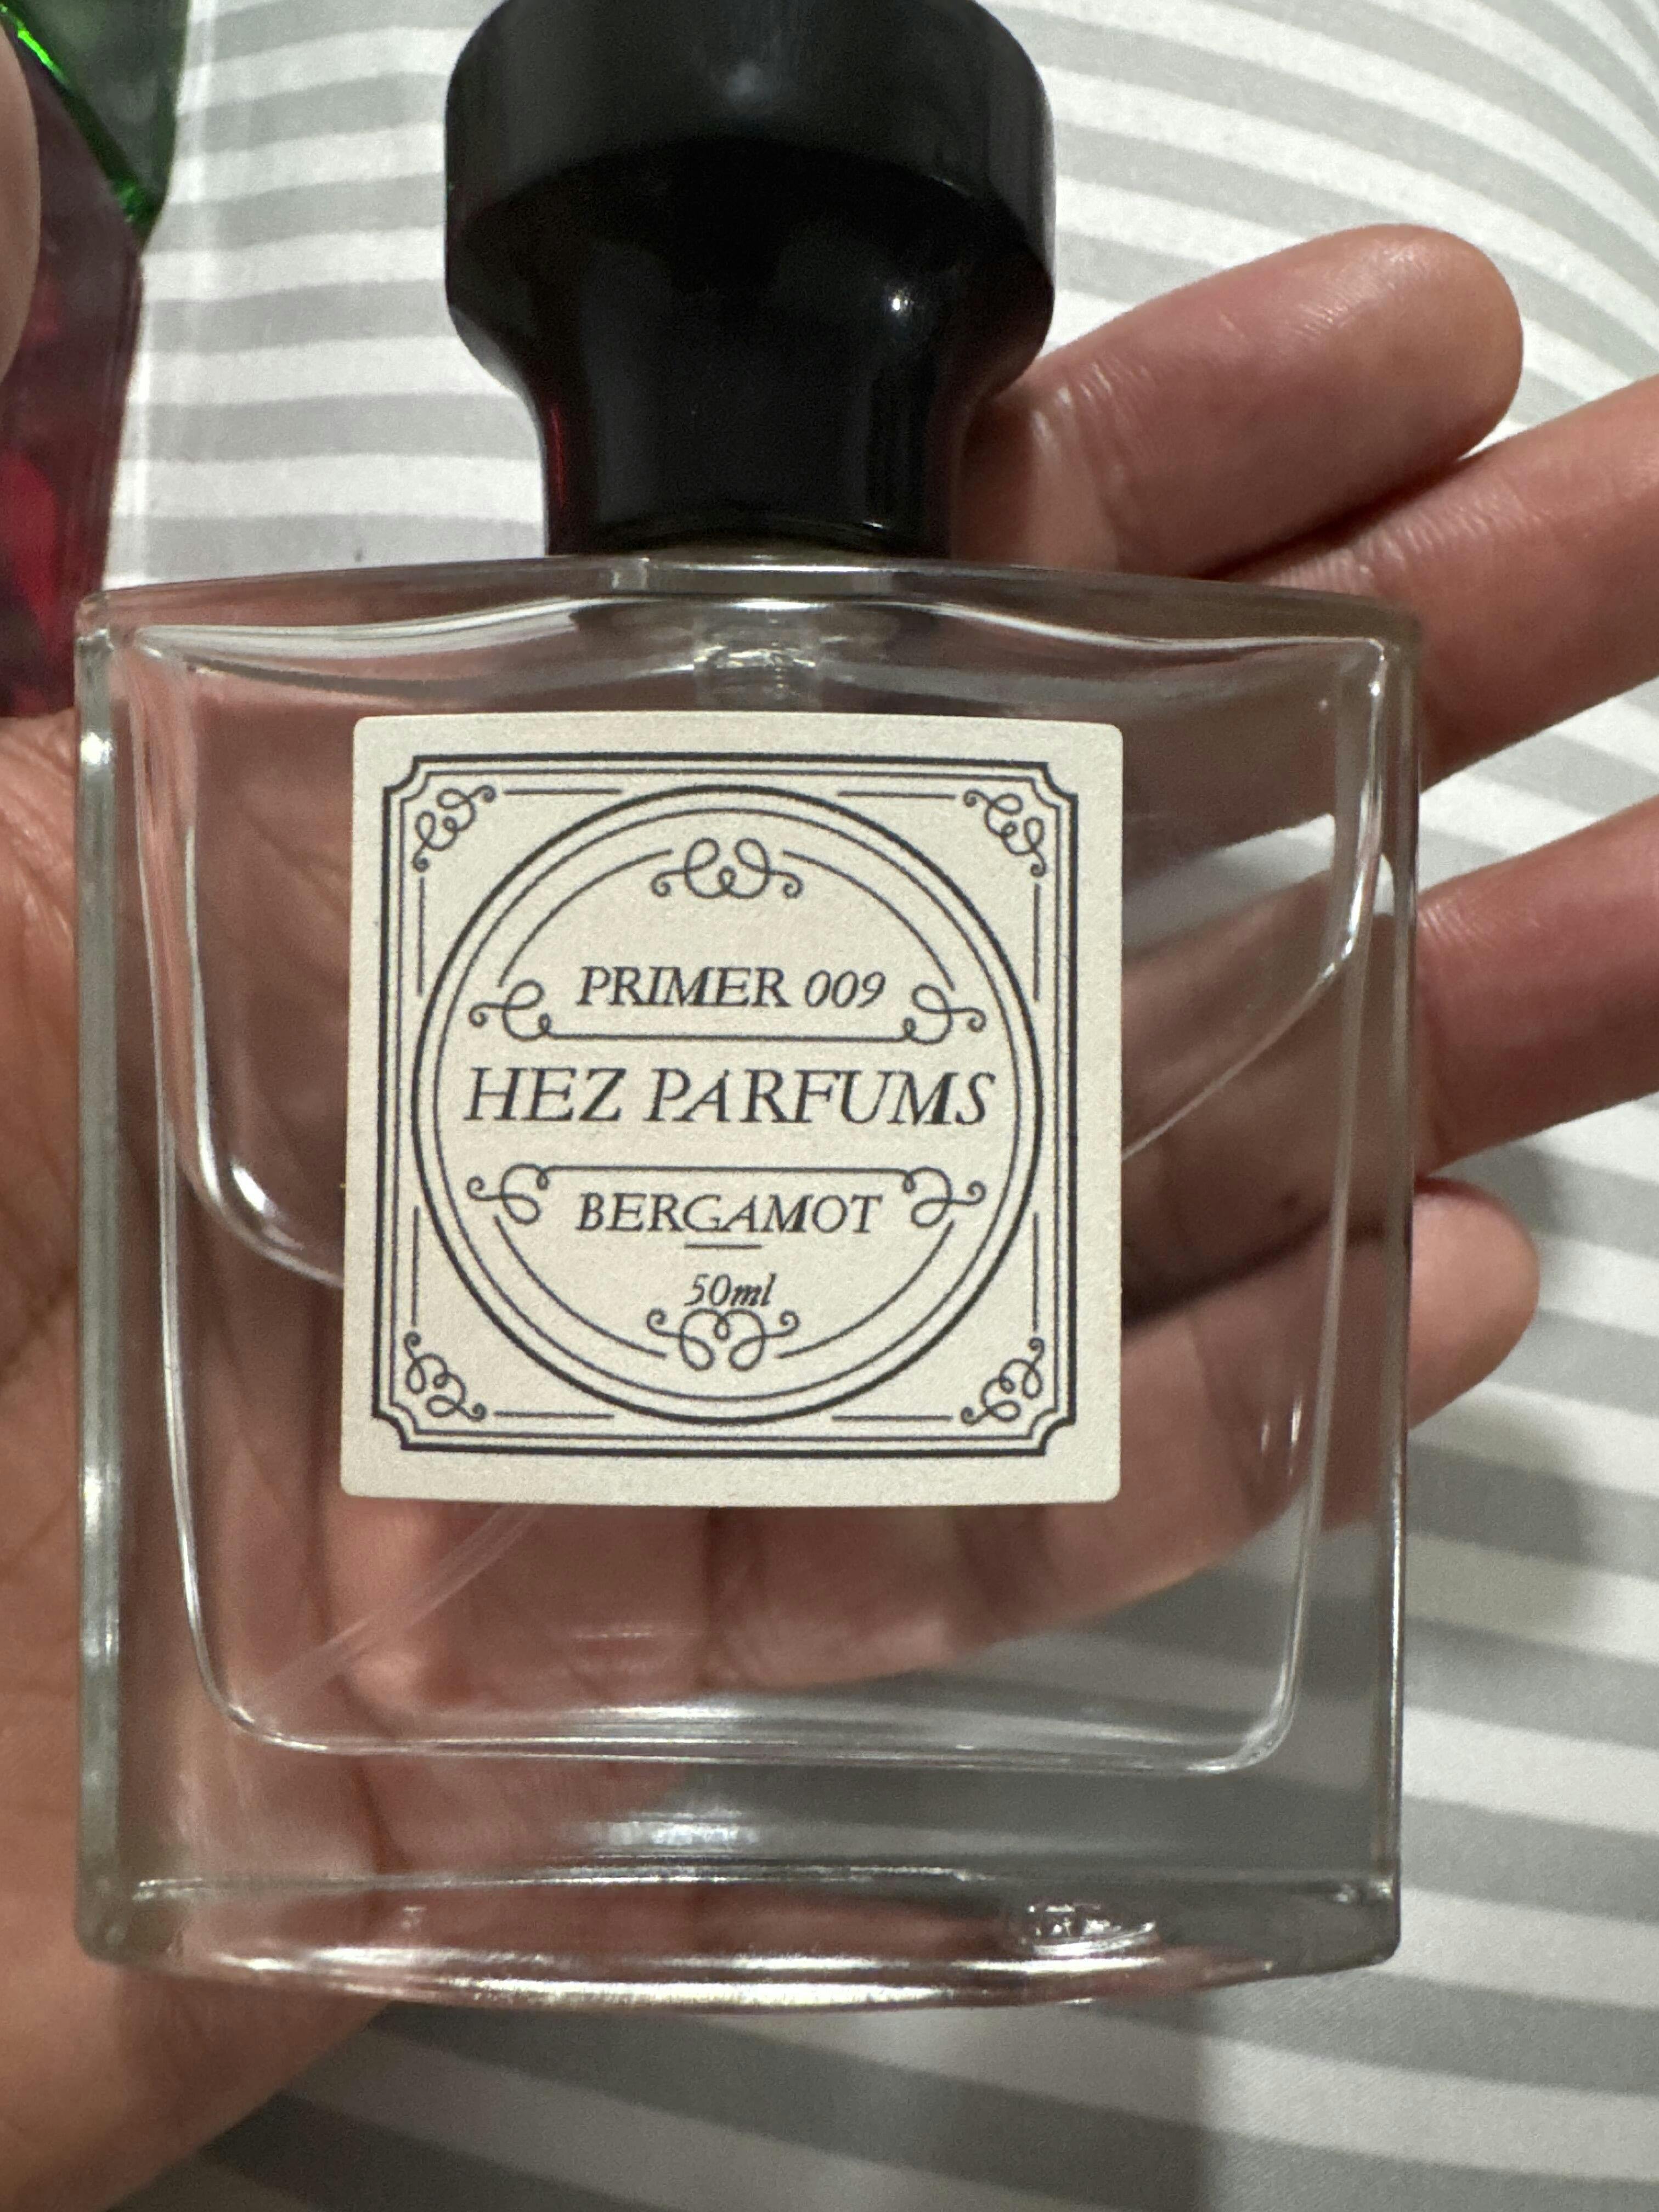 PRIMER 009
HEZ PARFUMS
BERGAMOT
50ml